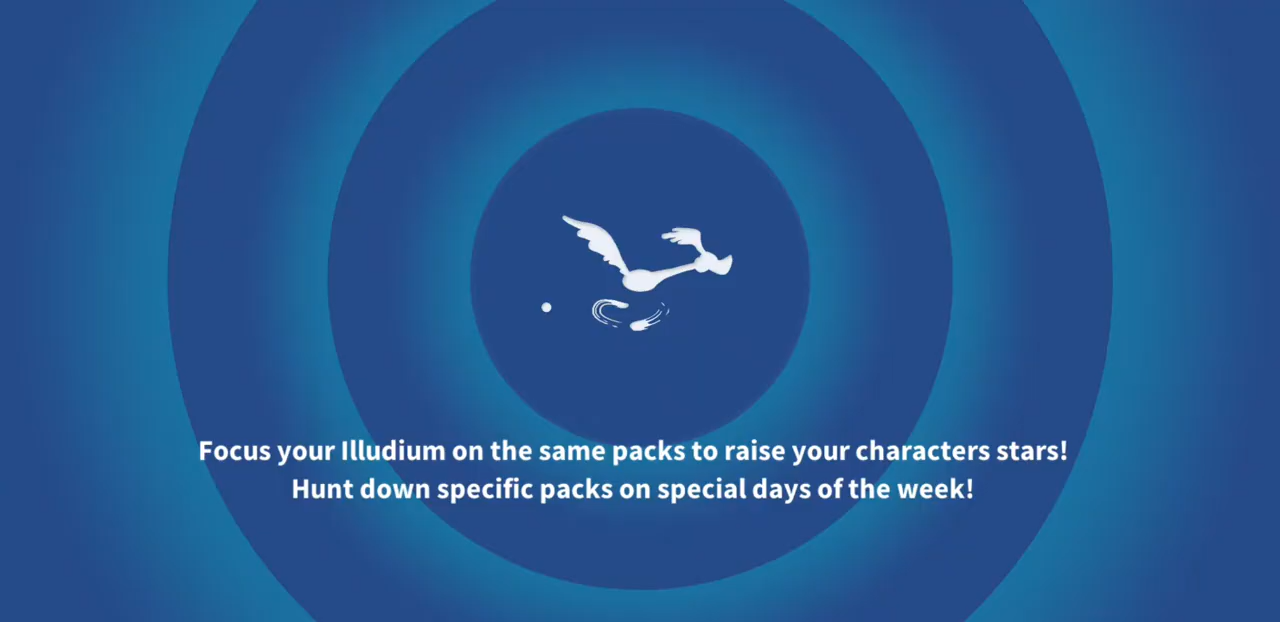 Focus your Illudium on the same packs to raise your characters stars!
Hunt down specific packs on special days of the week!